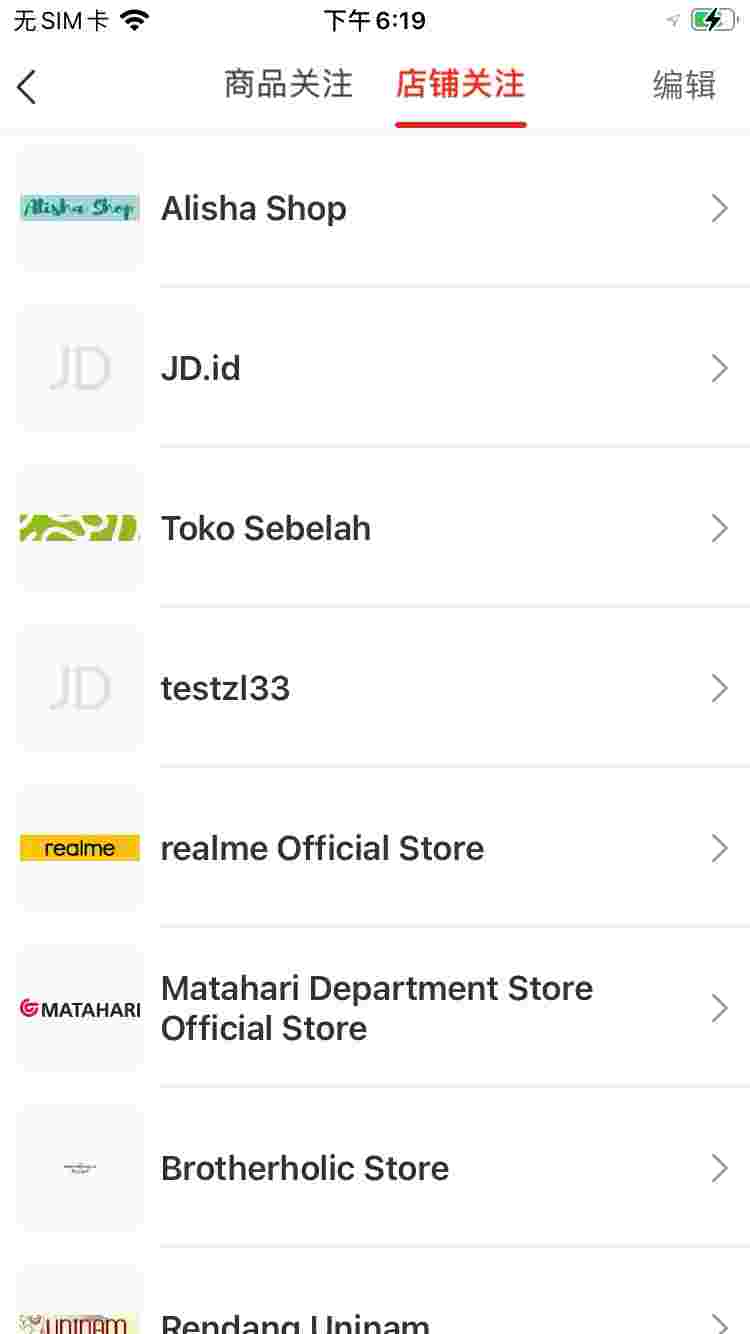 无SIM卡
下午6:19
商品关注
店铺关注
编辑
Alisha Shop
Alisha Shop
JD
JD.id
Toko Sebelah
JD
testzl33
realme
realme Official Store
MATAHARI
Matahari Department Store
Official Store
Brotherholic Store
UNINAM
Rendang Uninam